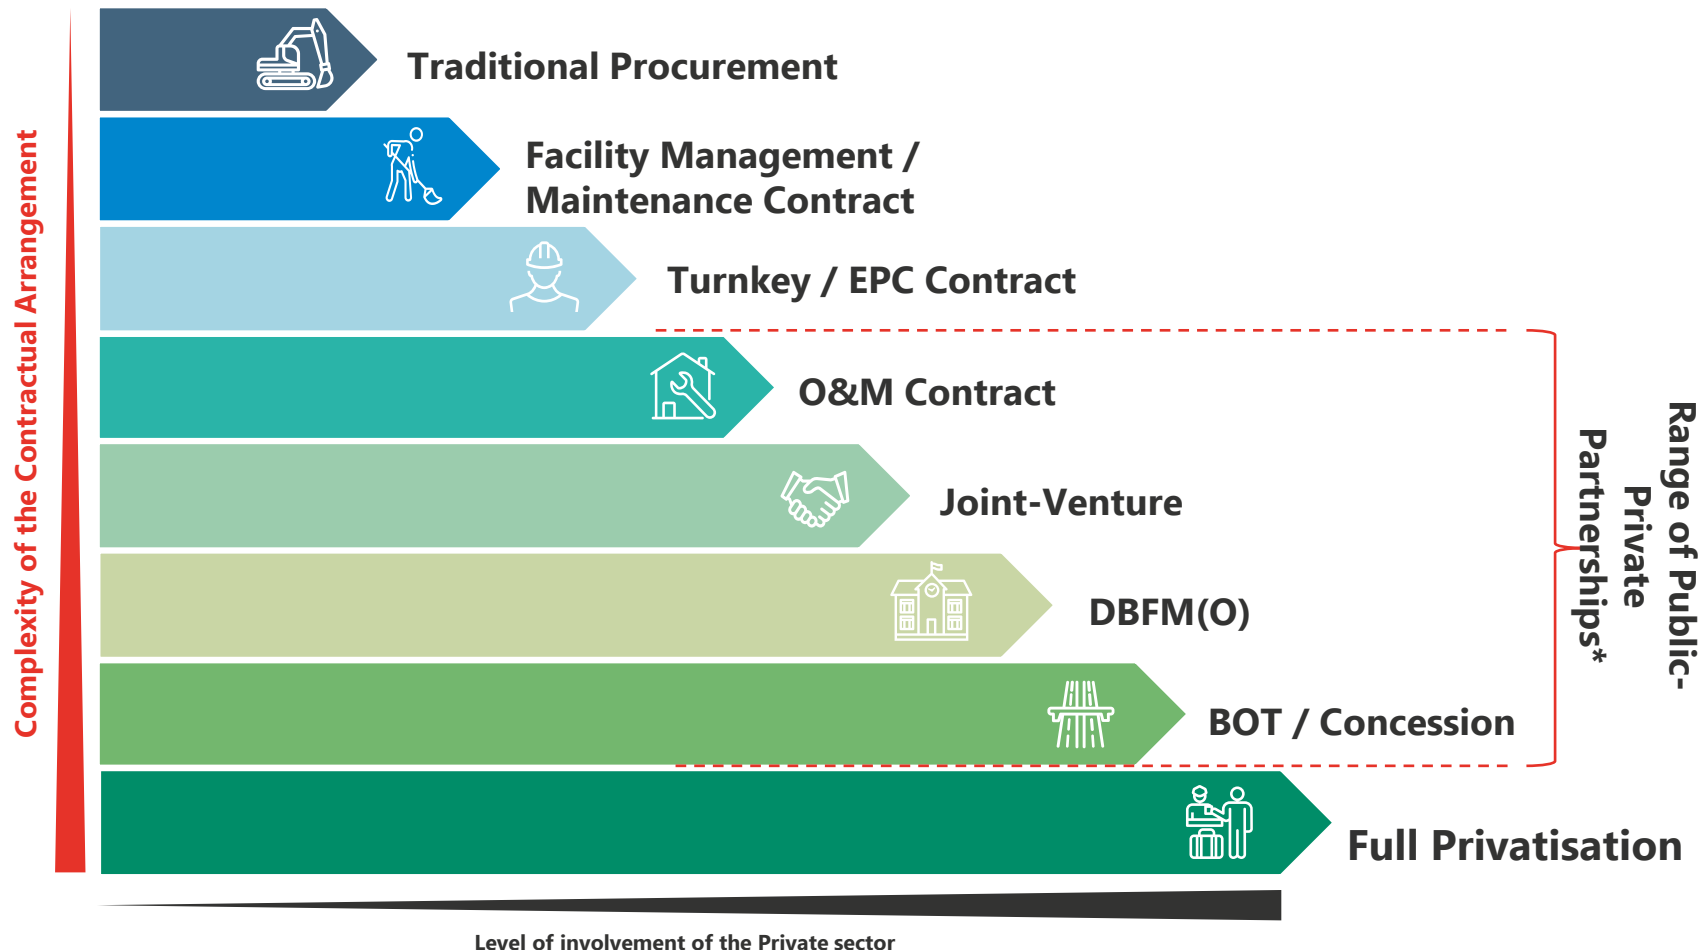 Traditional Procurement
Facility Management /
Maintenance Contract
Turnkey / EPC Contract
O&M Contract
Joint-Venture
DBFM(O)
BOT / Concession
Full Privatisation
Complexity of the Contractual Arrangement
Range of Public-
Private
Partnerships*
Level of involvement of the Private sector